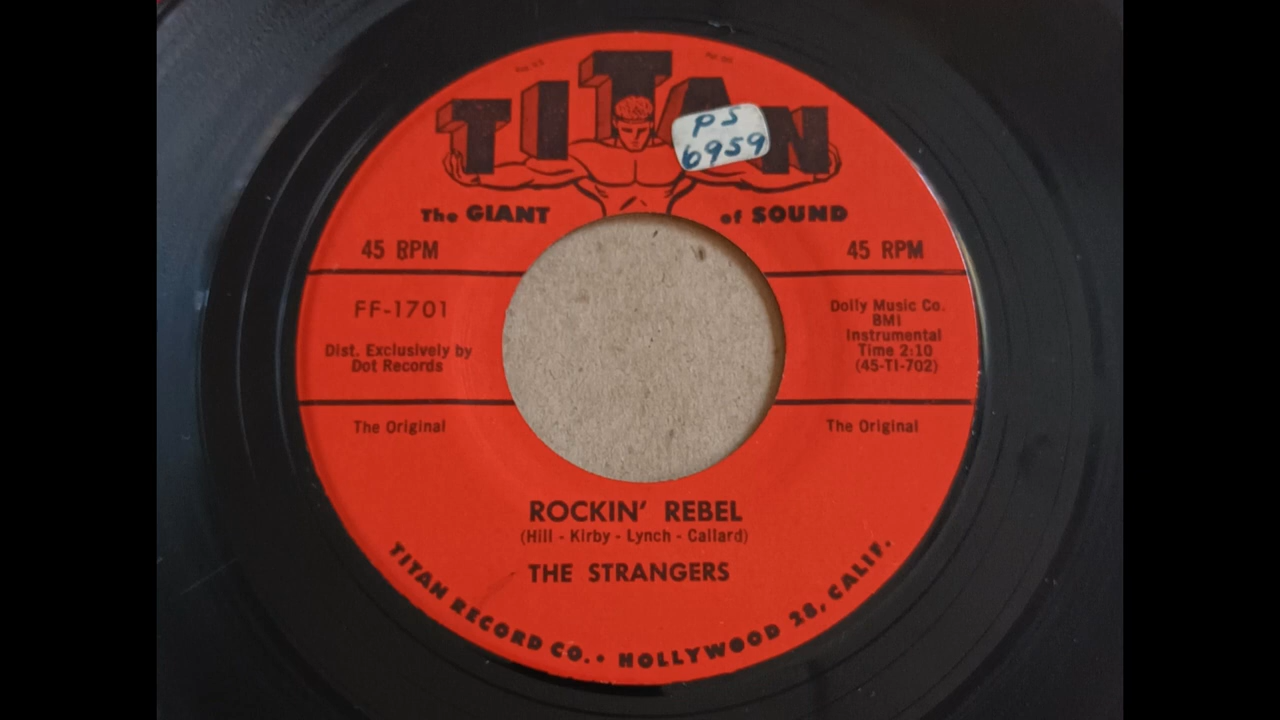 TITAN
PS
6959
The GIANT of SOUND
45 RPM 45 RPM
FF-1701
Dist. Exclusively by
Dot Records
Dolly Music Co.
BMI
Instrumental
Time 2:10
(45-TI-702)
The Original The Original
ROCKIN' REBEL
(Hill - Kirby - Lynch - Callard)
THE STRANGERS
TITAN RECORD CO. • HOLLYWOOD 28, CALIF.